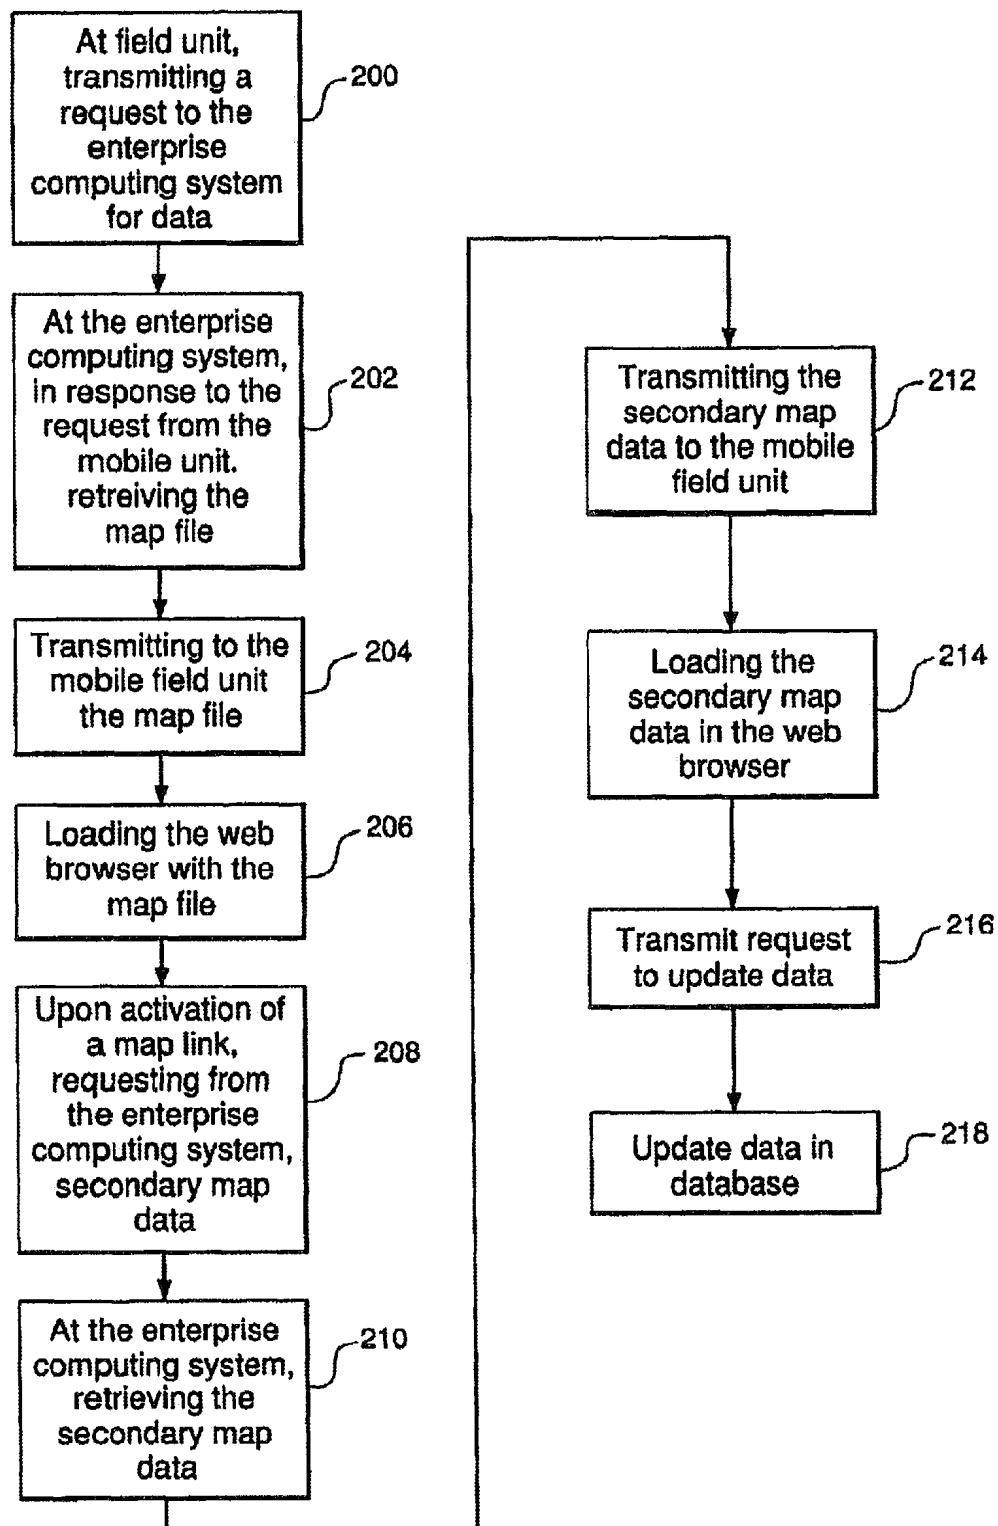 At field unit,
transmitting a
request to the
enterprise
computing system
for data
200
At the enterprise
computing system,
in response to the
request from the
mobile unit.
retreiving the
map file
202
Transmitting to the
mobile field unit
the map file
204
Loading the web
browser with the
map file
206
Upon activation of
a map link,
requesting from
the enterprise
computing system,
secondary map
data
208
At the enterprise
computing system,
retrieving the
secondary map
data
210
Transmitting the
secondary map
data to the mobile
field unit
212
Loading the
secondary map
data in the web
browser
214
Transmit request
to update data
216
Update data in
database
218